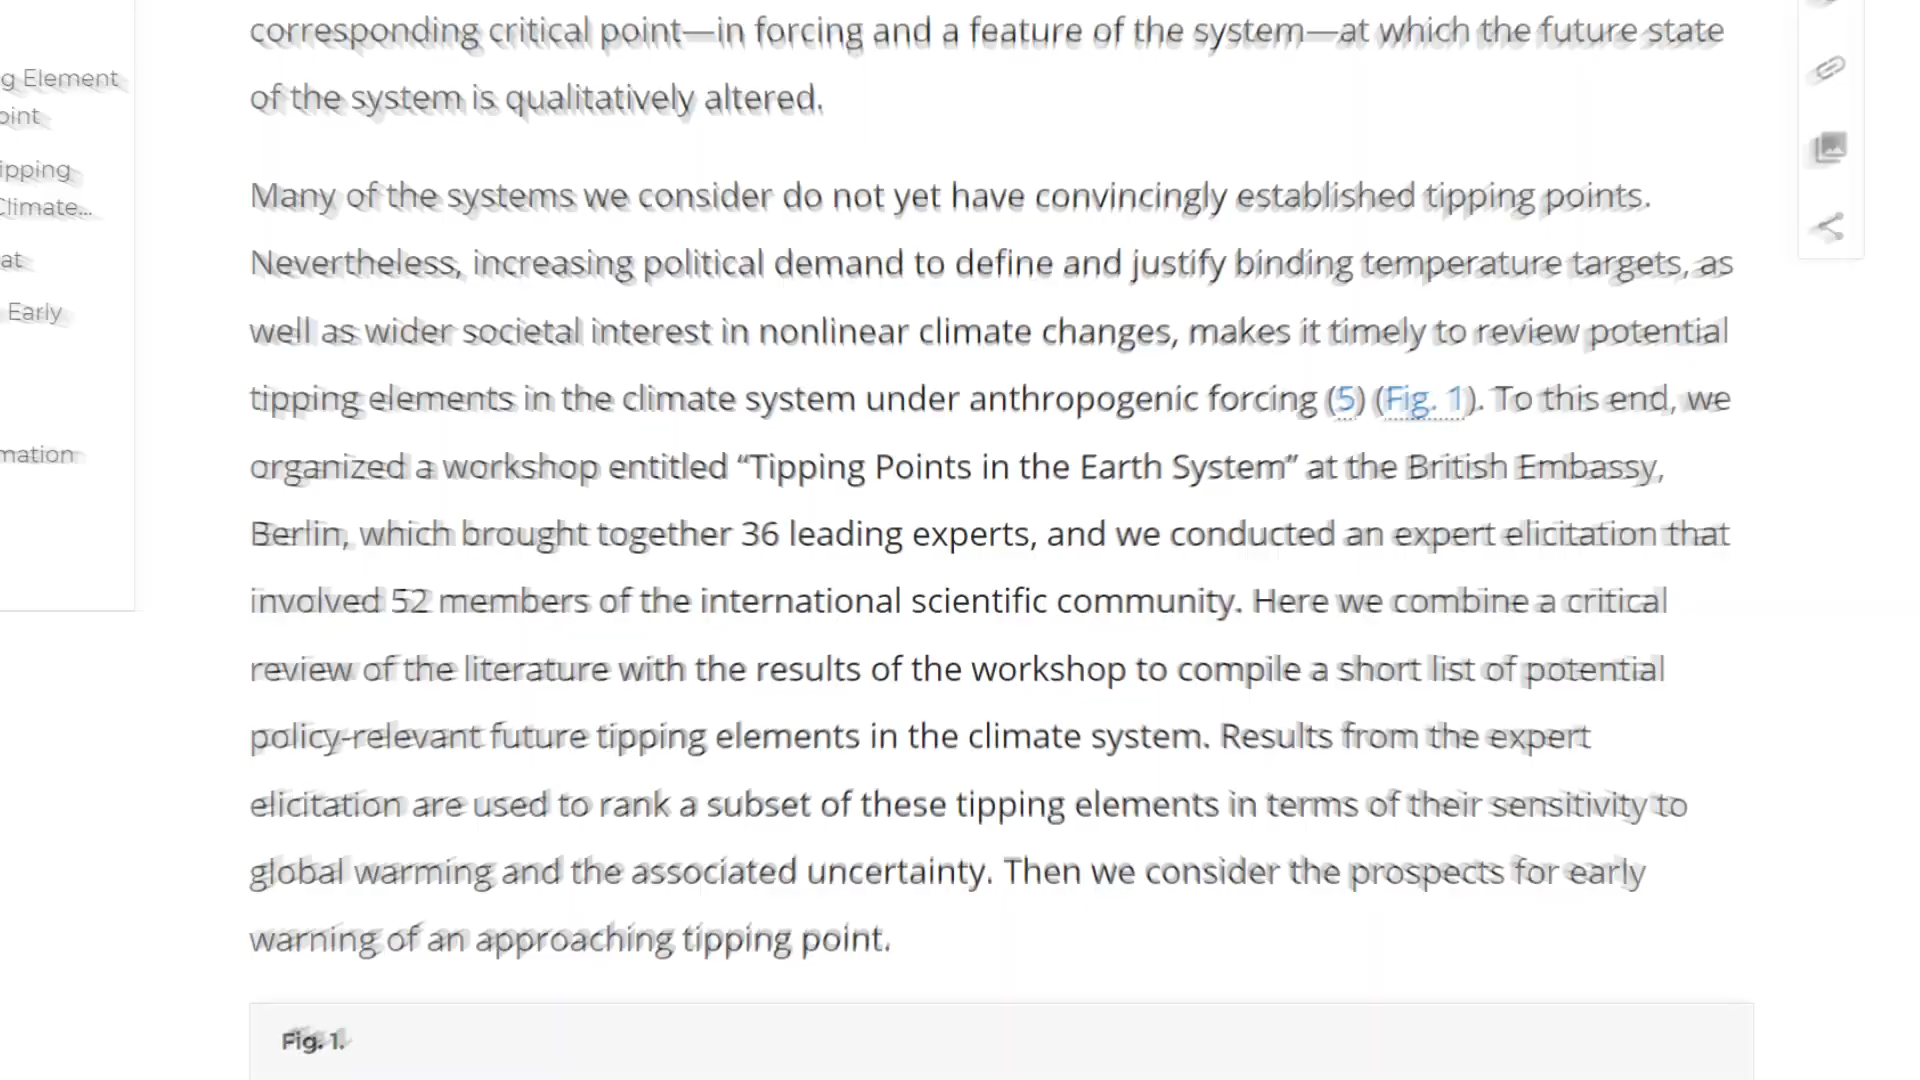 corresponding critical point—in forcing and a feature of the system—at which the future state
of the system is qualitatively altered.
g Element
oint
ipping
Climate...
at
Early
mation
Many of the systems we consider do not yet have convincingly established tipping points.
Nevertheless, increasing political demand to define and justify binding temperature targets, as
well as wider societal interest in nonlinear climate changes, makes it timely to review potential
tipping elements in the climate system under anthropogenic forcing (5) (Fig. 1). To this end, we
organized a workshop entitled “Tipping Points in the Earth System” at the British Embassy,
Berlin, which brought together 36 leading experts, and we conducted an expert elicitation that
involved 52 members of the international scientific community. Here we combine a critical
review of the literature with the results of the workshop to compile a short list of potential
policy-relevant future tipping elements in the climate system. Results from the expert
elicitation are used to rank a subset of these tipping elements in terms of their sensitivity to
global warming and the associated uncertainty. Then we consider the prospects for early
warning of an approaching tipping point.
Fig. 1.